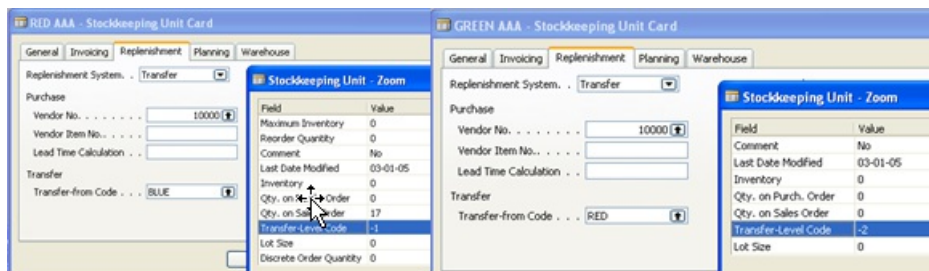 RED AAA - Stockkeeping Unit Card
General Invoicing Replenishment Planning Warehouse
Replenishment System. . Transfer
Purchase
Vendor No. . . . . . . . 10000
Vendor Item No.. . . . .
Lead Time Calculation . .
Transfer
Transfer-from Code . . . BLUE
Stockkeeping Unit - Zoom
Field Value
Maximum Inventory 0
Reorder Quantity 0
Comment No
Last Date Modified 03-01-05
Inventory 0
Qty. on Order 0
Qty. on Sales Order 17
Transfer-Level Code -1
Lot Size 0
Discrete Order Quantity 0
GREEN AAA - Stockkeeping Unit Card
General Invoicing Replenishment Planning Warehouse
Replenishment System. . Transfer
Purchase
Vendor No. . . . . . . . 10000
Vendor Item No.. . . . .
Lead Time Calculation . .
Transfer
Transfer-from Code . . . RED
Stockkeeping Unit - Zoom
Field Value
Comment No
Last Date Modified 03-01-05
Inventory 0
Qty. on Purch. Order 0
Qty. on Sales Order 0
Transfer-Level Code -2
Lot Size 0